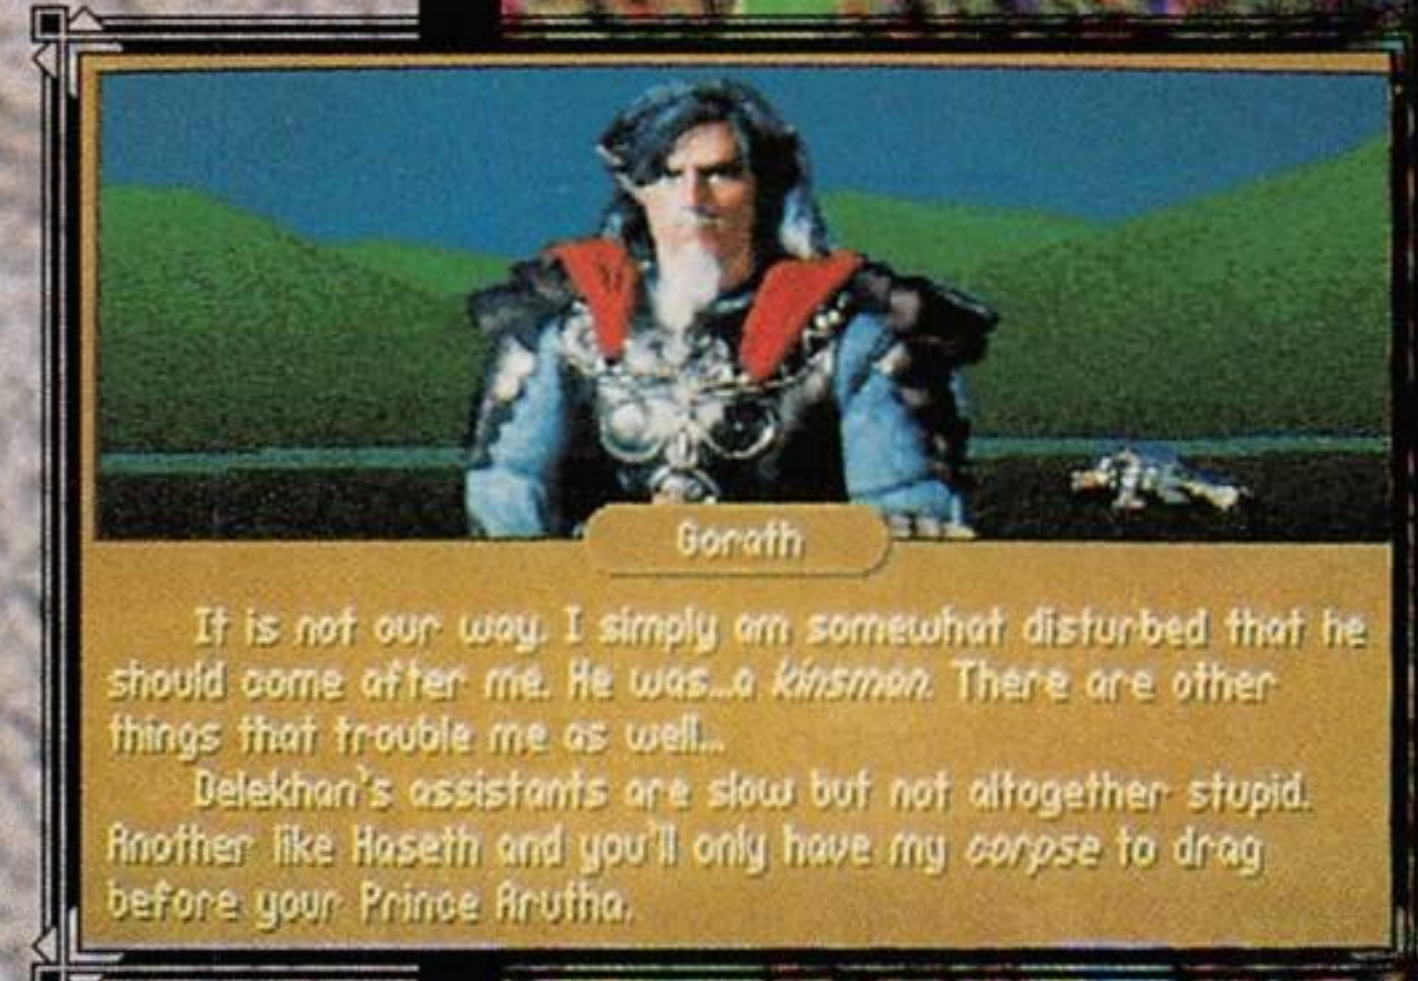 Gorath
It is not our way. I simply am somewhat disturbed that he
should come after me. He was...a kinsman. There are other
things that trouble me as well...
Delekhan's assistants are slow but not altogether stupid.
Another like Haseth and you'll only have my corpse to drag
before your Prince Arutha.